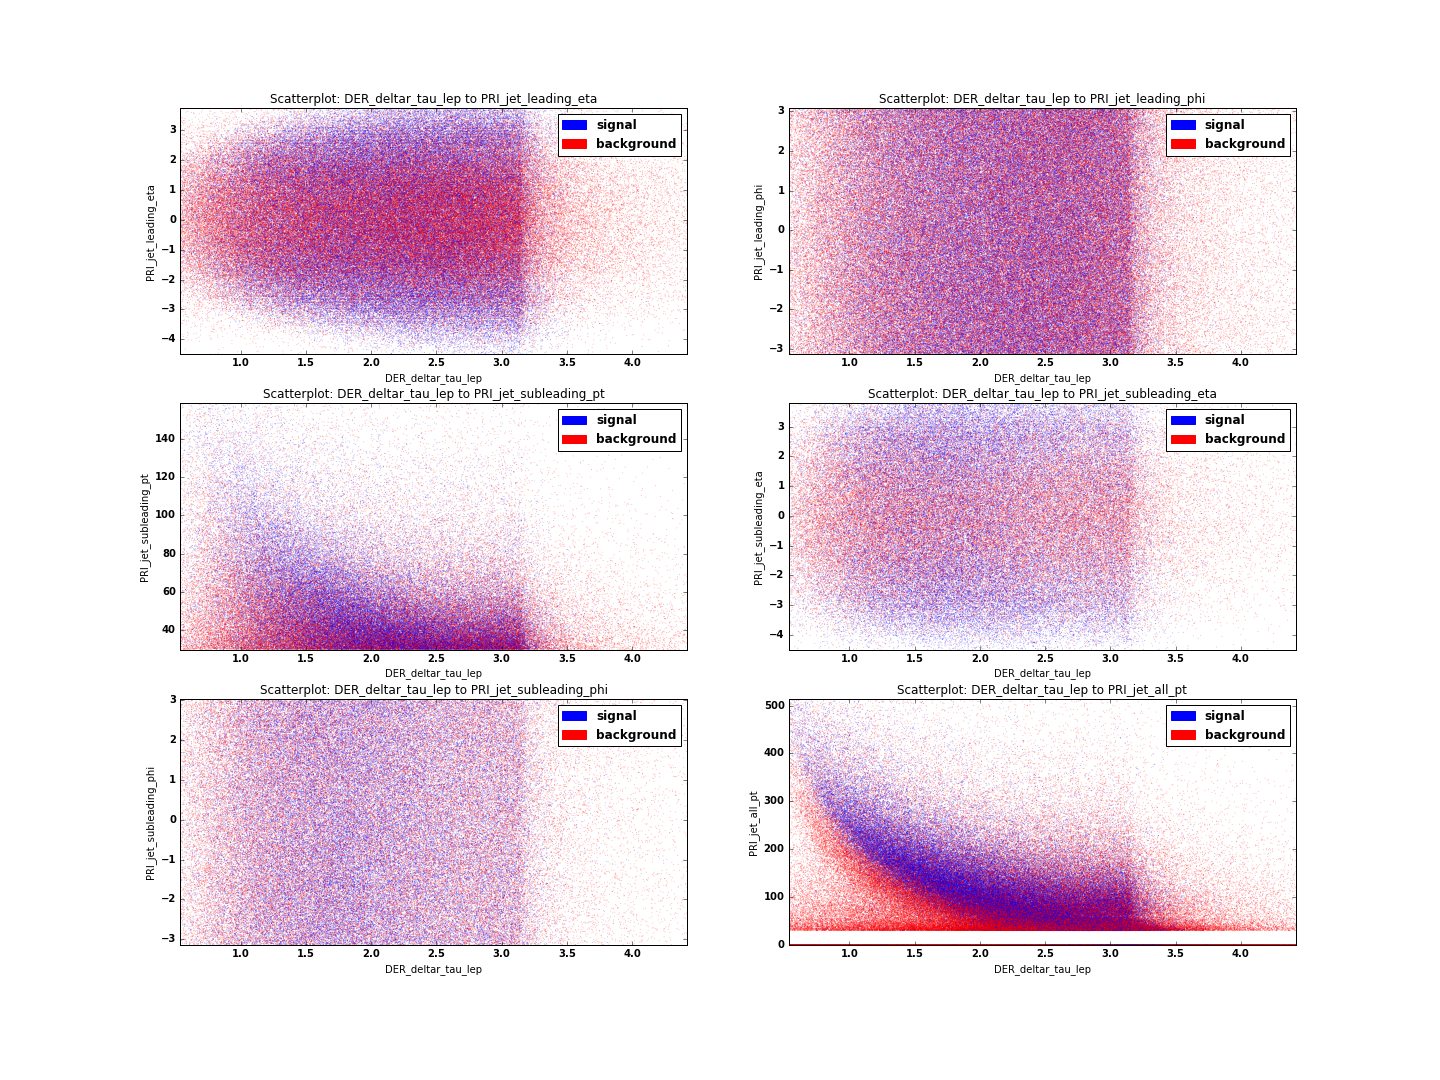 Scatterplot: DER_deltar_tau_lep to PRI_jet_leading_eta
signal
background
3
2
1
0
−1
−2
−3
−4
PRI_jet_leading_eta
1.0 1.5 2.0 2.5 3.0 3.5 4.0
DER_deltar_tau_lep
Scatterplot: DER_deltar_tau_lep to PRI_jet_leading_phi
signal
background
3
2
1
0
−1
−2
−3
PRI_jet_leading_phi
1.0 1.5 2.0 2.5 3.0 3.5 4.0
DER_deltar_tau_lep
Scatterplot: DER_deltar_tau_lep to PRI_jet_subleading_pt
signal
background
140
120
100
80
60
40
PRI_jet_subleading_pt
1.0 1.5 2.0 2.5 3.0 3.5 4.0
DER_deltar_tau_lep
Scatterplot: DER_deltar_tau_lep to PRI_jet_subleading_eta
signal
background
3
2
1
0
−1
−2
−3
−4
PRI_jet_subleading_eta
1.0 1.5 2.0 2.5 3.0 3.5 4.0
DER_deltar_tau_lep
Scatterplot: DER_deltar_tau_lep to PRI_jet_subleading_phi
signal
background
3
2
1
0
−1
−2
−3
PRI_jet_subleading_phi
1.0 1.5 2.0 2.5 3.0 3.5 4.0
DER_deltar_tau_lep
Scatterplot: DER_deltar_tau_lep to PRI_jet_all_pt
signal
background
500
400
300
200
100
0
PRI_jet_all_pt
1.0 1.5 2.0 2.5 3.0 3.5 4.0
DER_deltar_tau_lep